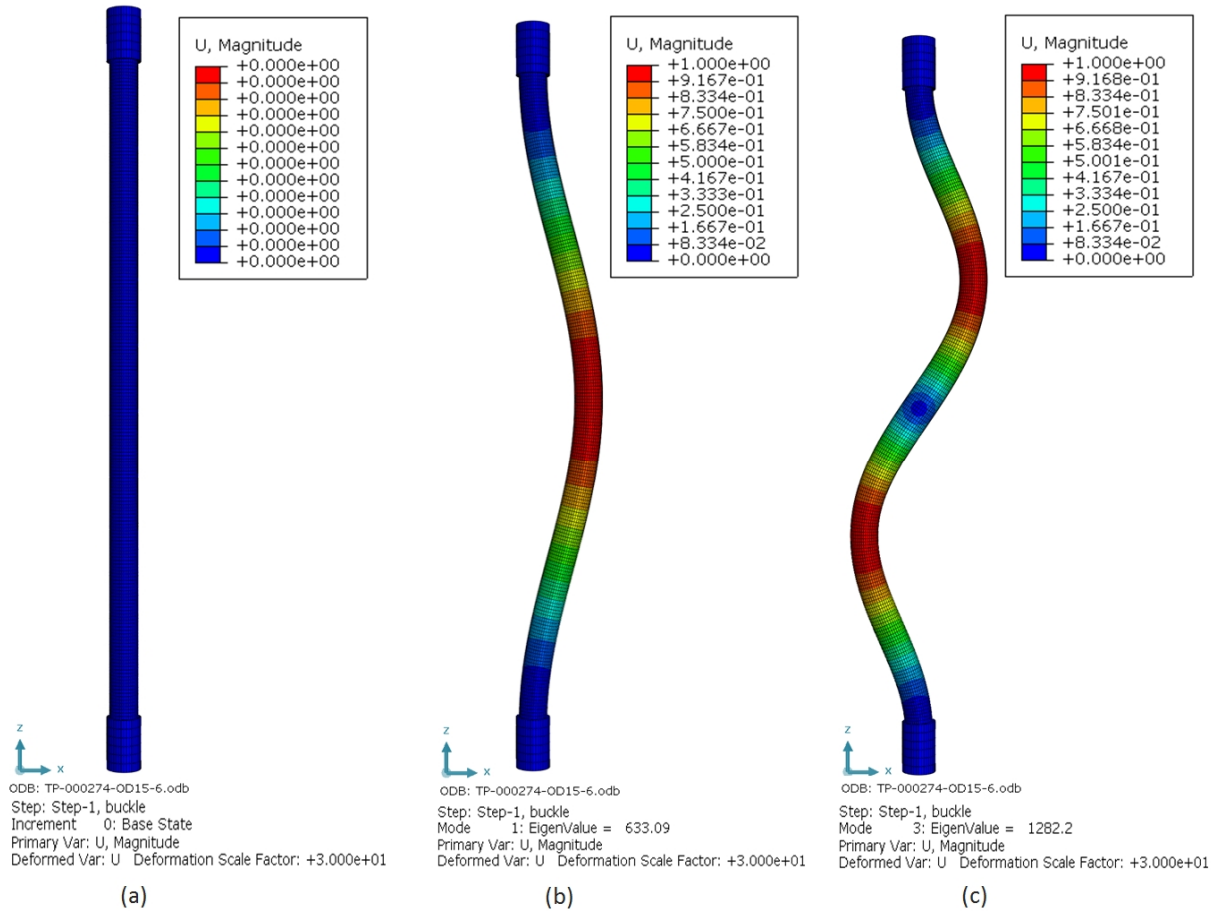 U, Magnitude
+0.000e+00
+0.000e+00
+0.000e+00
+0.000e+00
+0.000e+00
+0.000e+00
+0.000e+00
+0.000e+00
+0.000e+00
+0.000e+00
+0.000e+00
+0.000e+00
+0.000e+00
z
x
ODB: TP-000274-OD15-6.odb
Step: Step-1, buckle
Increment 0: Base State
Primary Var: U, Magnitude
Deformed Var: U Deformation Scale Factor: +3.000e+01
(a)
U, Magnitude
+1.000e+00
+9.167e-01
+8.334e-01
+7.500e-01
+6.667e-01
+5.834e-01
+5.000e-01
+4.167e-01
+3.333e-01
+2.500e-01
+1.667e-01
+8.334e-02
+0.000e+00
z
x
ODB: TP-000274-OD15-6.odb
Step: Step-1, buckle
Mode 1: EigenValue = 633.09
Primary Var: U, Magnitude
Deformed Var: U Deformation Scale Factor: +3.000e+01
(b)
U, Magnitude
+1.000e+00
+9.168e-01
+8.334e-01
+7.501e-01
+6.668e-01
+5.834e-01
+5.001e-01
+4.167e-01
+3.334e-01
+2.500e-01
+1.667e-01
+8.334e-02
+0.000e+00
z
x
ODB: TP-000274-OD15-6.odb
Step: Step-1, buckle
Mode 3: EigenValue = 1282.2
Primary Var: U, Magnitude
Deformed Var: U Deformation Scale Factor: +3.000e+01
(c)